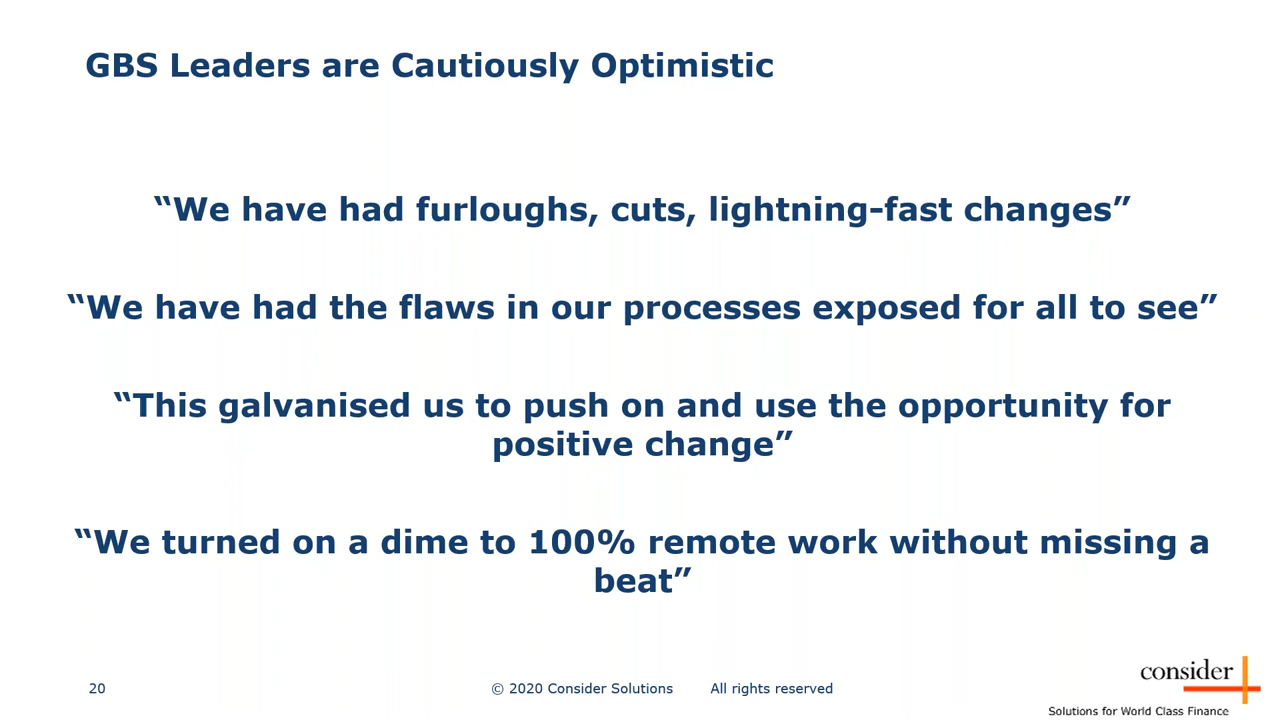 GBS Leaders are Cautiously Optimistic
“We have had furloughs, cuts, lightning-fast changes”
“We have had the flaws in our processes exposed for all to see”
“This galvanised us to push on and use the opportunity for
positive change”
“We turned on a dime to 100% remote work without missing a
beat”
20
© 2020 Consider Solutions All rights reserved
consider
Solutions for World Class Finance